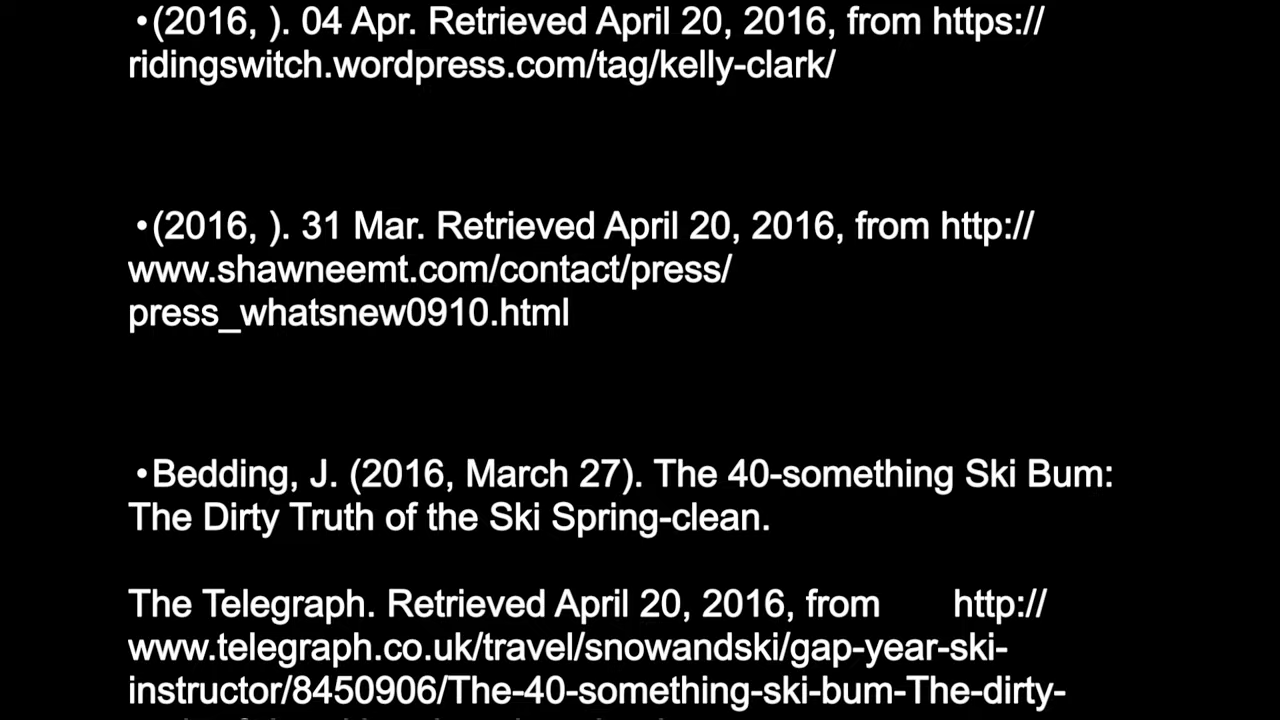 •(2016, ). 04 Apr. Retrieved April 20, 2016, from https://
ridingswitch.wordpress.com/tag/kelly-clark/
•(2016, ). 31 Mar. Retrieved April 20, 2016, from http://
www.shawneemt.com/contact/press/
press_whatsnew0910.html
•Bedding, J. (2016, March 27). The 40-something Ski Bum:
The Dirty Truth of the Ski Spring-clean.
The Telegraph. Retrieved April 20, 2016, from http://
www.telegraph.co.uk/travel/snowandski/gap-year-ski-
instructor/8450906/The-40-something-ski-bum-The-dirty-